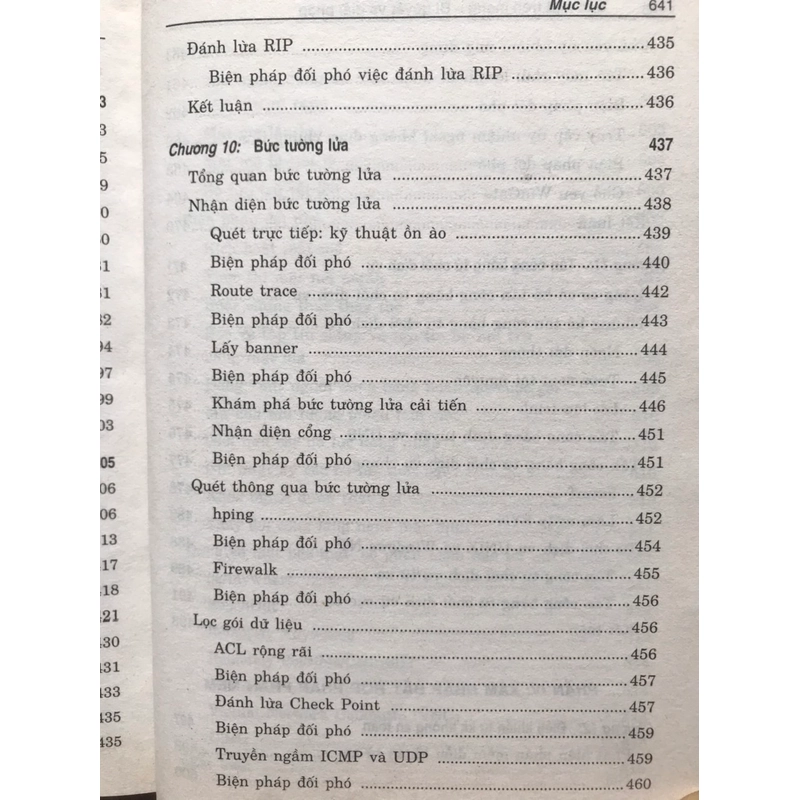 Mục lục 641
Đánh lừa RIP 435
Biện pháp đối phó việc đánh lừa RIP 436
Kết luận 436
Chương 10: Bức tường lửa 437
Tổng quan bức tường lửa 437
Nhận diện bức tường lửa 438
Quét trực tiếp: kỹ thuật ồn ào 439
Biện pháp đối phó 440
Route trace 442
Biện pháp đối phó 443
Lấy banner 444
Biện pháp đối phó 445
Khám phá bức tường lửa cải tiến 446
Nhận diện cổng 451
Biện pháp đối phó 451
Quét thông qua bức tường lửa 452
hping 452
Biện pháp đối phó 454
Firewalk 455
Biện pháp đối phó 456
Lọc gói dữ liệu 456
ACL rộng rãi 456
Biện pháp đối phó 457
Đánh lừa Check Point 457
Biện pháp đối phó 459
Truyền ngầm ICMP và UDP 459
Biện pháp đối phó 460